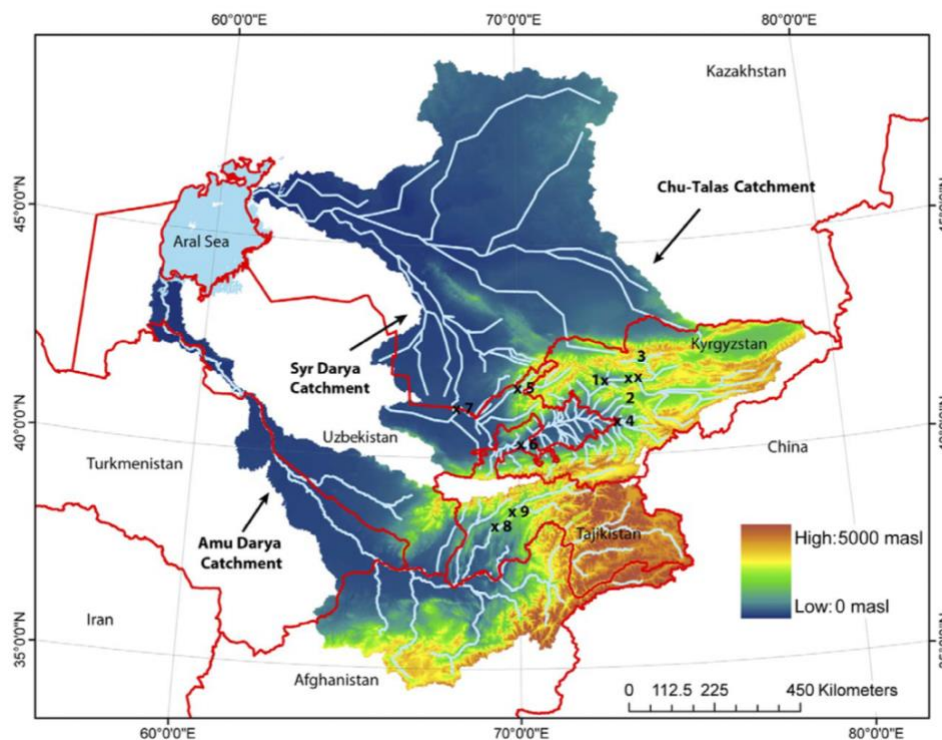 60°0'0"E
70°0'0"E
80°0'0"E
Kazakhstan
45°0'0"N
Chu-Talas Catchment
Aral Sea
Kyrgyzstan
3
Syr Darya
Catchment
1x
xx
x 5
2
x 7
x 4
40°0'0"N
Uzbekistan
x 6
China
Turkmenistan
x 9
x 8
Tajikistan
High: 5000 masl
Amu Darya
Catchment
Low: 0 masl
Iran
35°0'0"N
Afghanistan
0 112.5 225 450 Kilometers
60°0'0"E
70°0'0"E
80°0'0"E